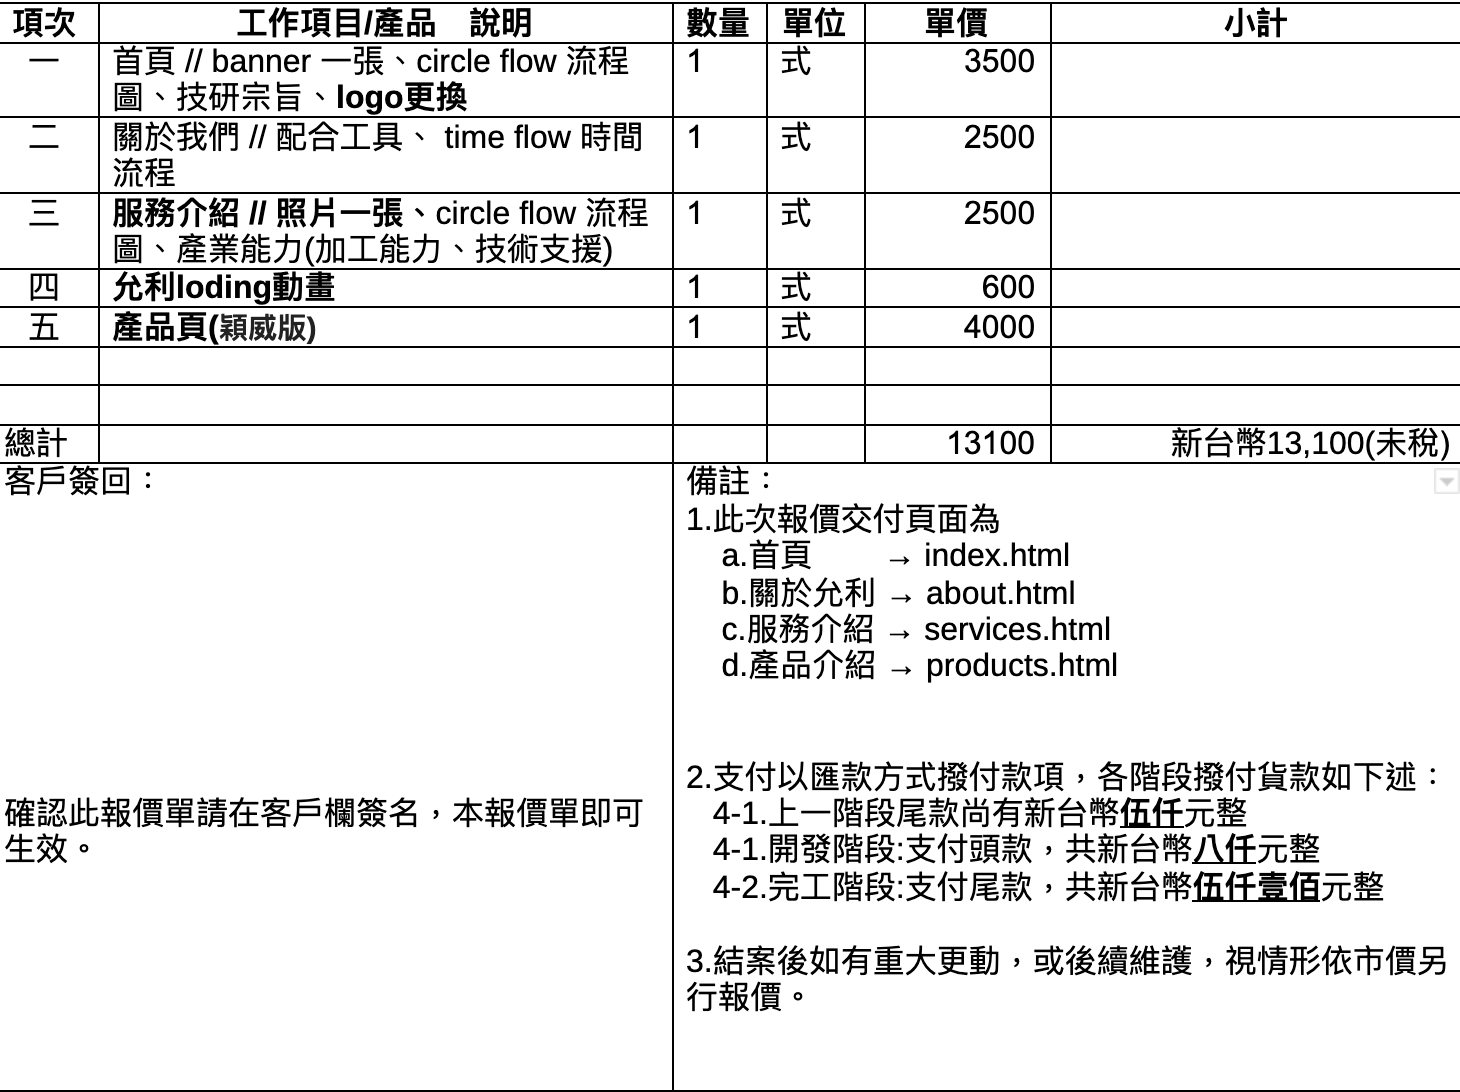 項次 工作項目/產品　說明 數量 單位 單價 小計
一 首頁 // banner 一張、circle flow 流程 1 式 3500
圖、技研宗旨、logo更換
二 關於我們 // 配合工具、 time flow 時間 1 式 2500
流程
三 服務介紹 // 照片一張、circle flow 流程 1 式 2500
圖、產業能力(加工能力、技術支援)
四 允利loding動畫 1 式 600
五 產品頁(穎威版) 1 式 4000
總計 13100 新台幣13,100(未稅)
客戶簽回：
確認此報價單請在客戶欄簽名，本報價單即可
生效。
備註：
1.此次報價交付頁面為
a.首頁 → index.html
b.關於允利 → about.html
c.服務介紹 → services.html
d.產品介紹 → products.html
2.支付以匯款方式撥付款項，各階段撥付貨款如下述：
4-1.上一階段尾款尚有新台幣伍仟元整
4-1.開發階段:支付頭款，共新台幣八仟元整
4-2.完工階段:支付尾款，共新台幣伍仟壹佰元整
3.結案後如有重大更動，或後續維護，視情形依市價另
行報價。